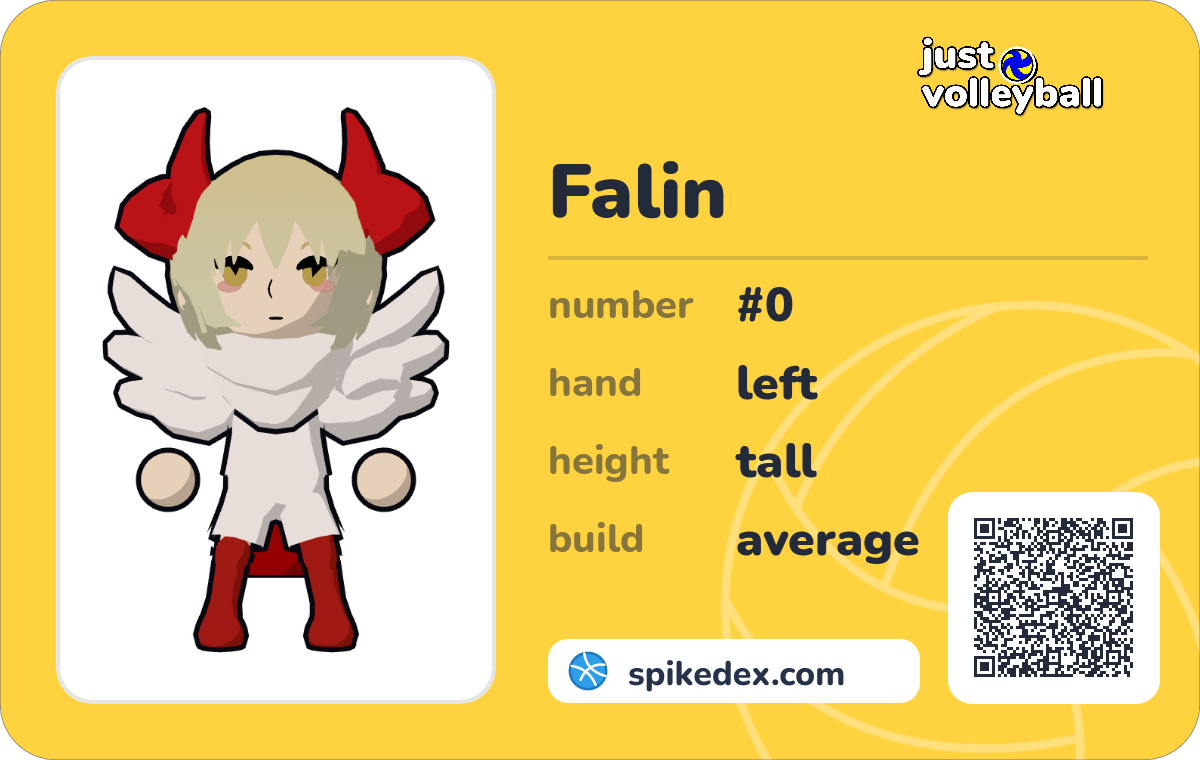 just
volleyball
Falin
number #0
hand left
height tall
build average
spikedex.com